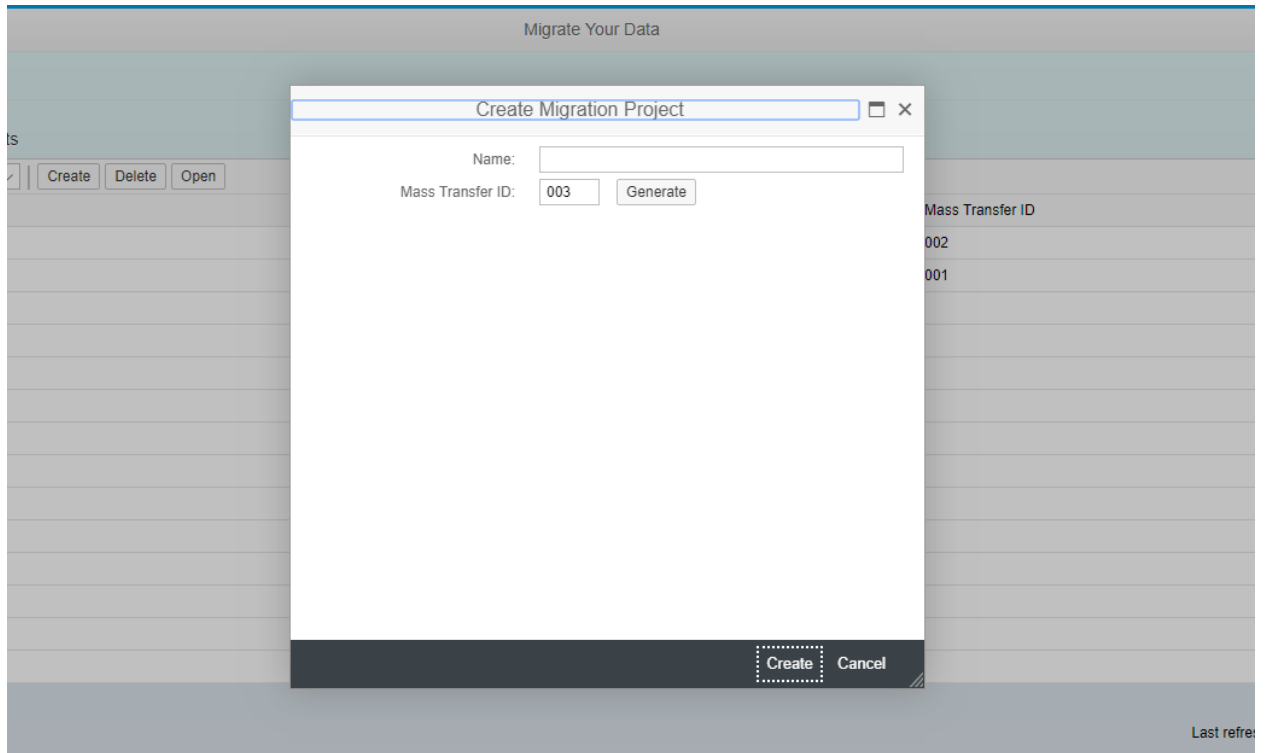 Migrate Your Data
Create Migration Project
ts
Create Delete Open
Name:
Mass Transfer ID: 003 Generate
Mass Transfer ID
002
001
Create Cancel
Last refre